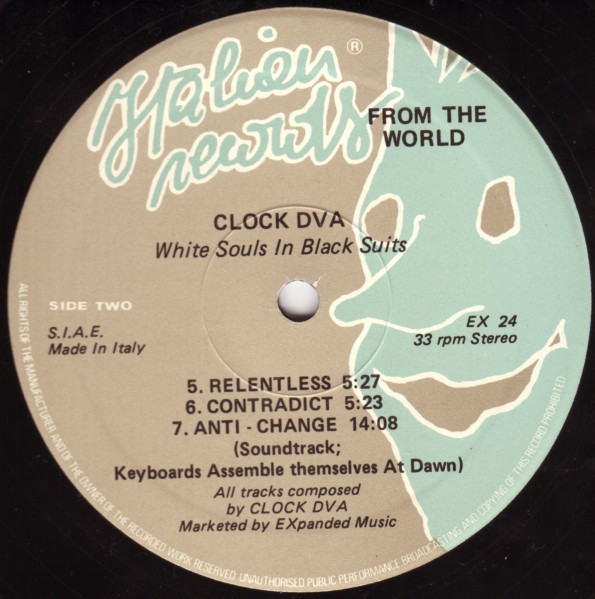 Italian ®
records
FROM THE
WORLD
CLOCK DVA
White Souls In Black Suits
SIDE TWO
S.I.A.E.
Made In Italy
EX 24
33 rpm Stereo
5. RELENTLESS 5:27
6. CONTRADICT 5:23
7. ANTI - CHANGE 14:08
(Soundtrack;
Keyboards Assemble themselves At Dawn)
All tracks composed
by CLOCK DVA
Marketed by EXpanded Music
ALL RIGHTS OF THE MANUFACTURER AND OF THE OWNER OF THE RECORDED WORK RESERVED. UNAUTHORISED PUBLIC PERFORMANCE BROADCASTING AND COPYING OF THIS RECORD PROHIBITED